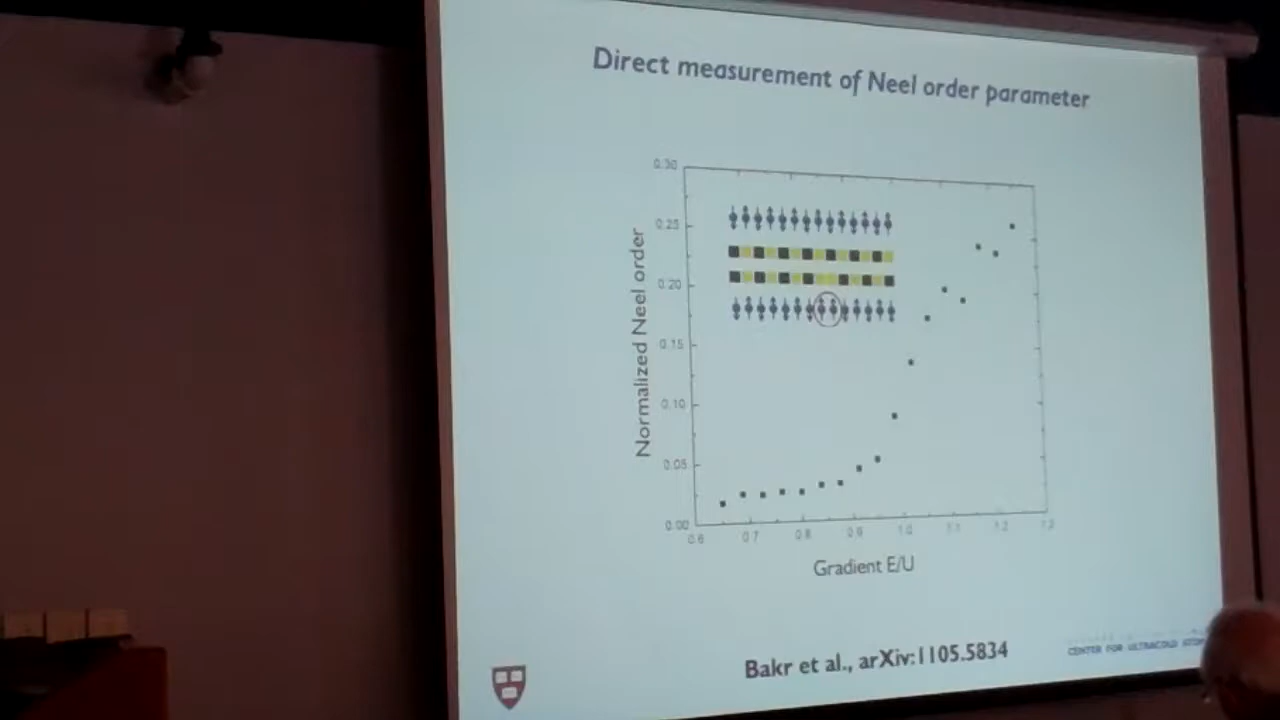 Direct measurement of Neel order parameter
0.30
0.25
0.20
0.15
0.10
0.05
0.00
Normalized Neel order
0.6 0.7 0.8 0.9 1.0 1.1 1.2 1.3
Gradient E/U
Bakr et al., arXiv:1105.5834
CENTER FOR ULTRACOLD